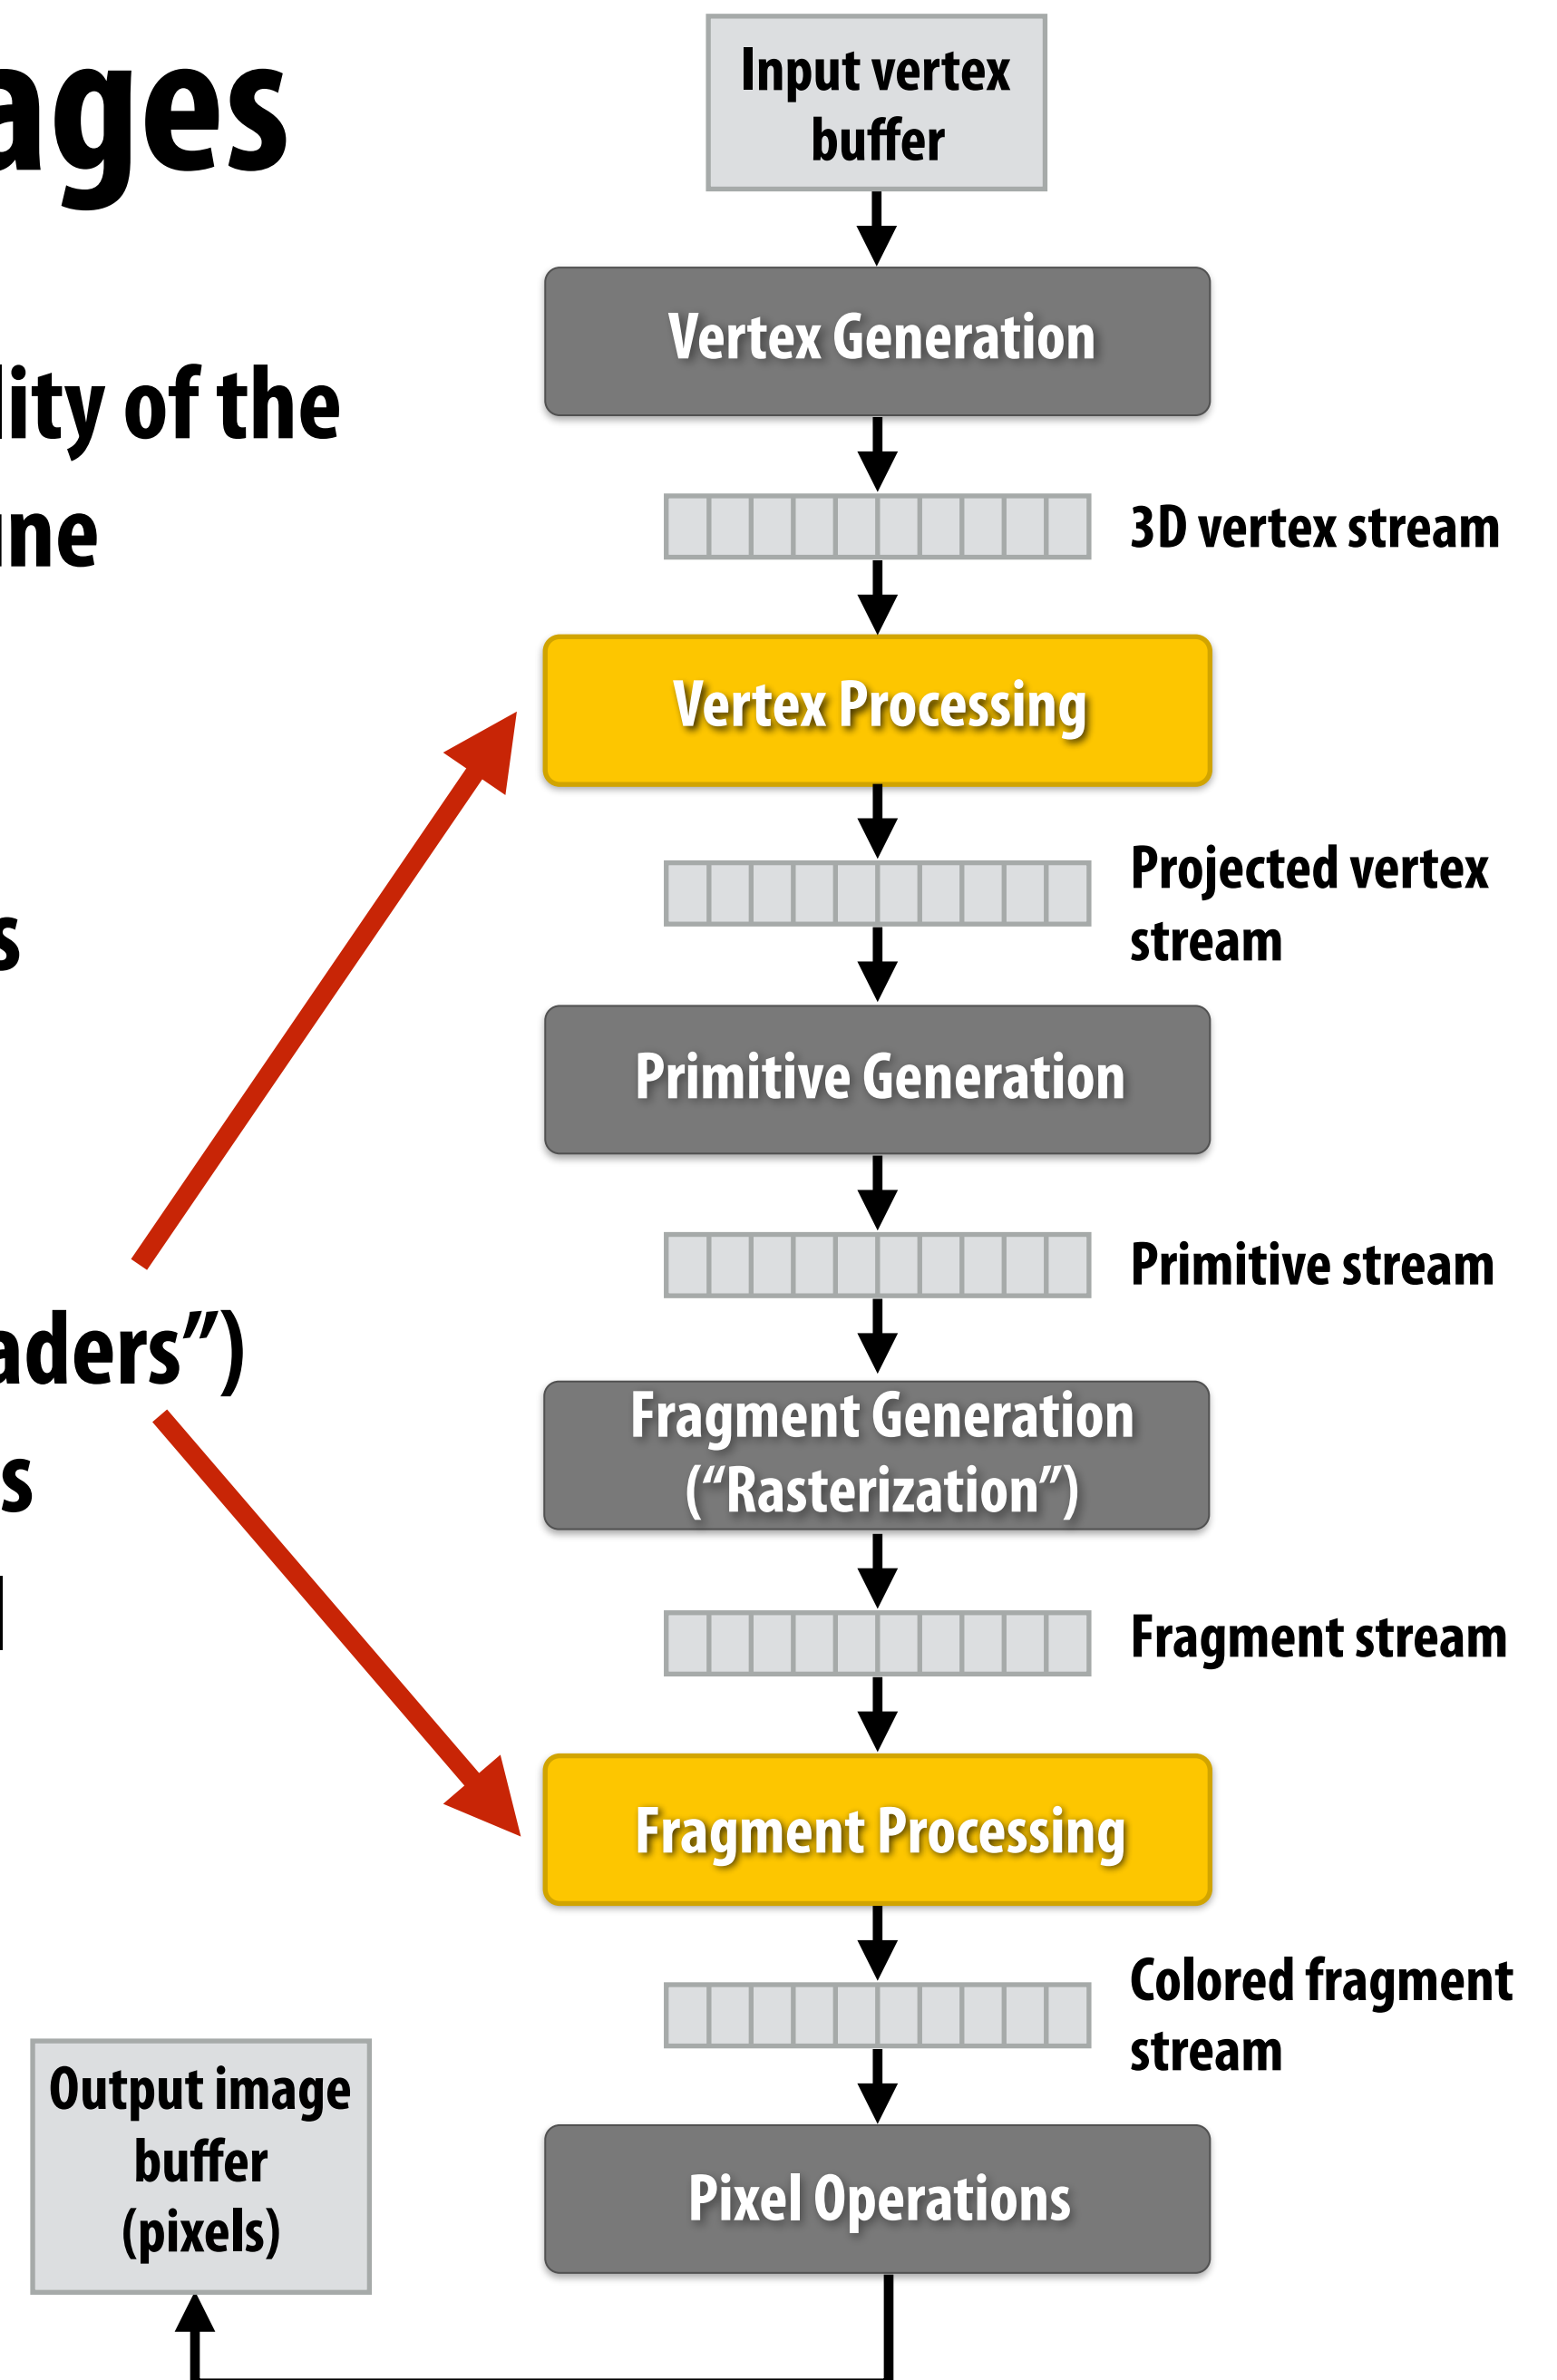 ages
lity of the
une
s
aders”)
s
Input vertex
buffer
Vertex Generation
3D vertex stream
Vertex Processing
Projected vertex
stream
Primitive Generation
Primitive stream
Fragment Generation
(“Rasterization”)
Fragment stream
Fragment Processing
Colored fragment
stream
Pixel Operations
Output image
buffer
(pixels)